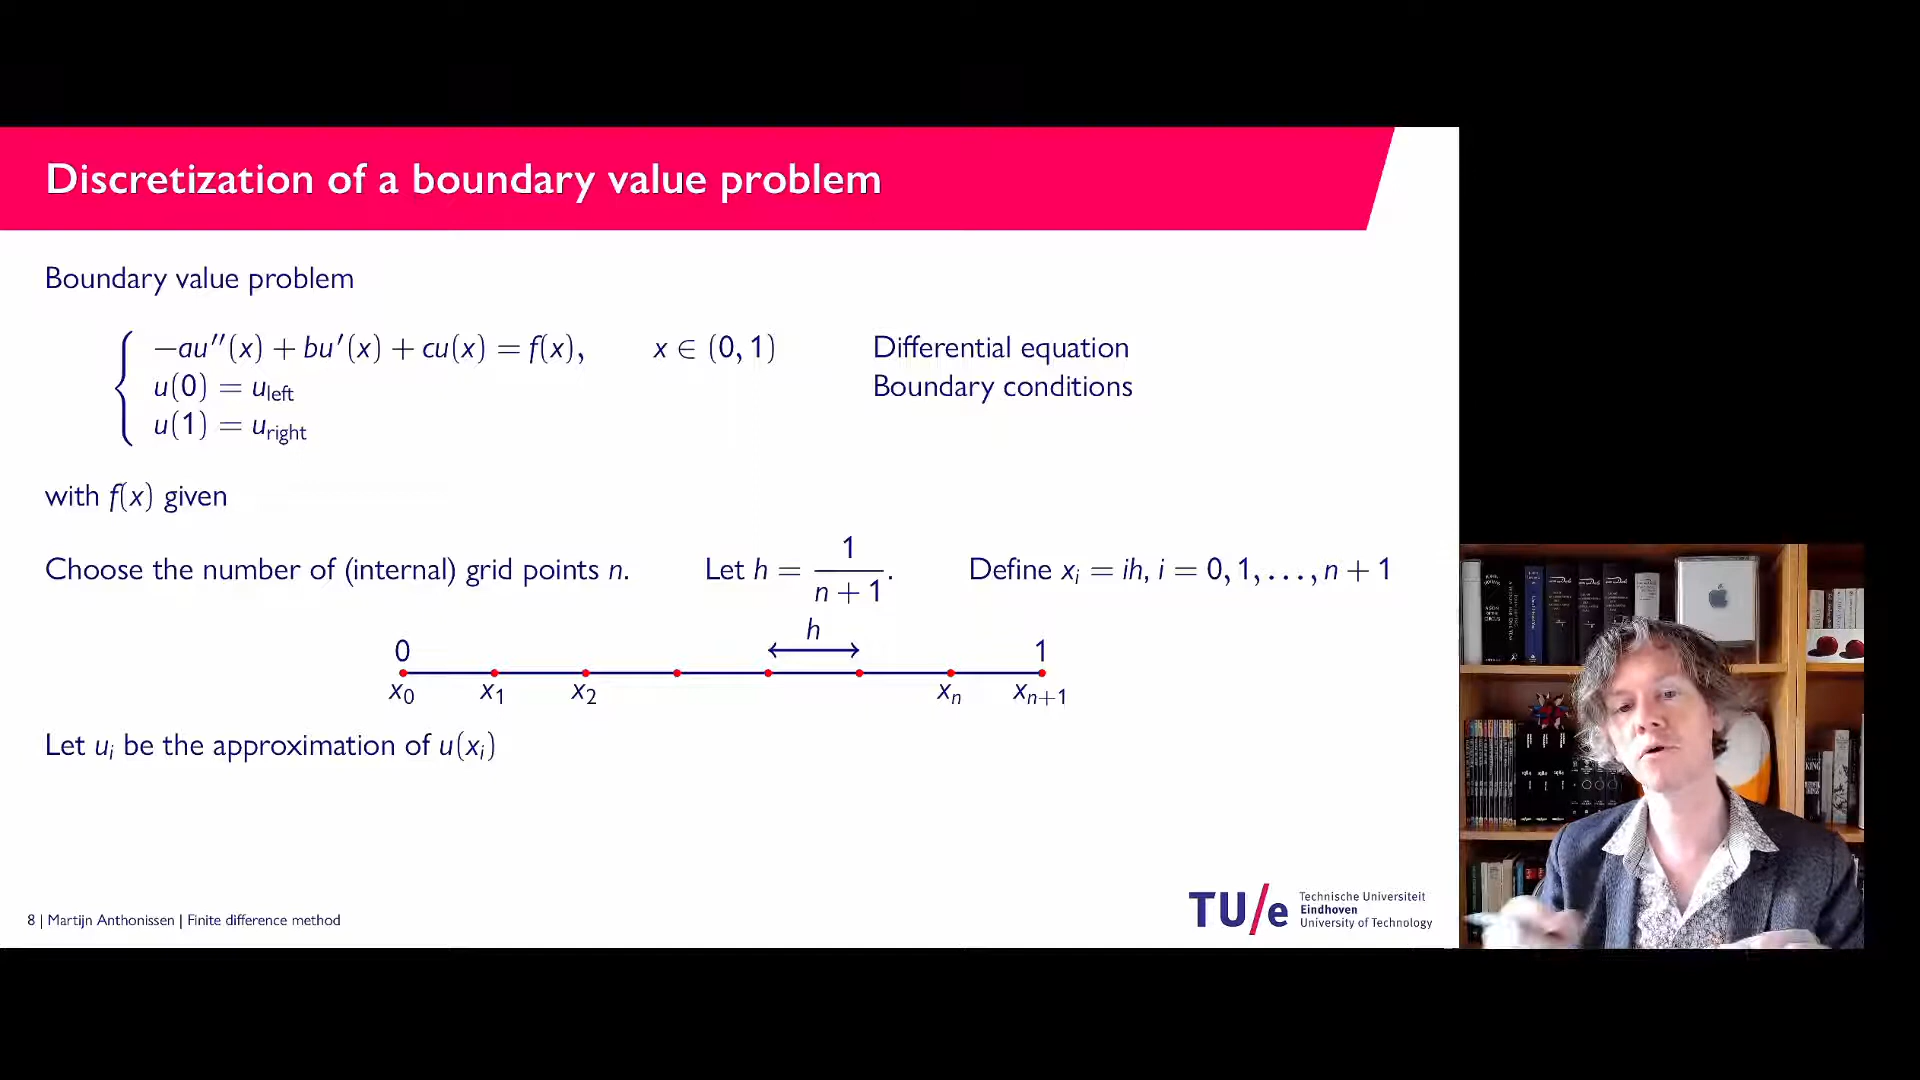 Discretization of a boundary value problem
Boundary value problem
−au′′(x) + bu′(x) + cu(x) = f(x), x ∈ (0, 1) Differential equation
u(0) = u_left Boundary conditions
u(1) = u_right
with f(x) given
Choose the number of (internal) grid points n. Let h = 1/(n + 1). Define x_i = ih, i = 0, 1, . . . , n + 1
h
0 1
x_0 x_1 x_2 x_n x_{n+1}
Let u_i be the approximation of u(x_i)
8 | Martijn Anthonissen | Finite difference method
TU/e Technische Universiteit
Eindhoven
University of Technology